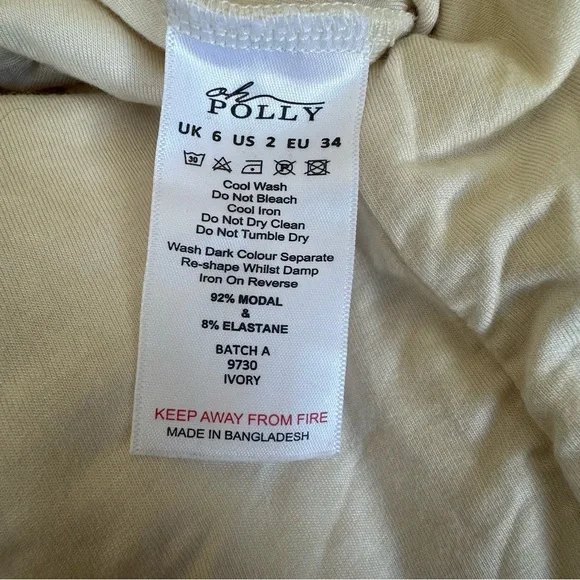 oh
POLLY
UK 6 US 2 EU 34
30 P
Cool Wash
Do Not Bleach
Cool Iron
Do Not Dry Clean
Do Not Tumble Dry
Wash Dark Colour Separate
Re-shape Whilst Damp
Iron On Reverse
92% MODAL
&
8% ELASTANE
BATCH A
9730
IVORY
KEEP AWAY FROM FIRE
MADE IN BANGLADESH